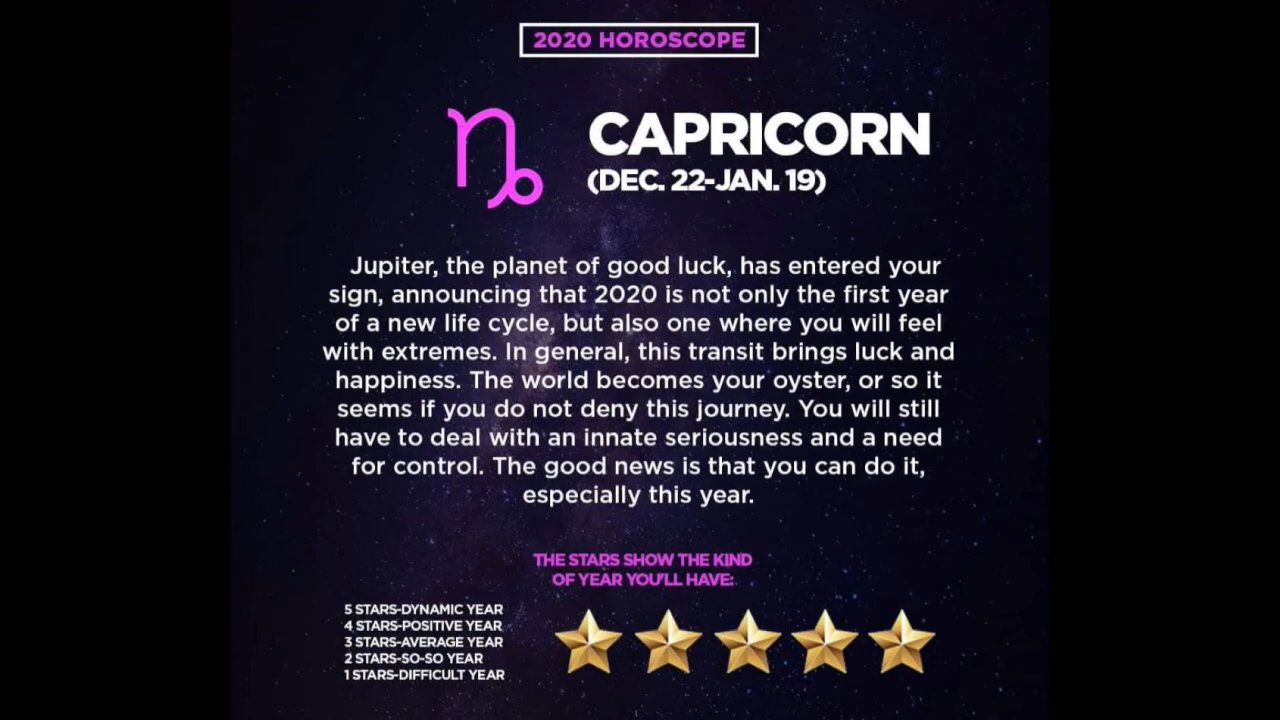 2020 HOROSCOPE
CAPRICORN
(DEC. 22-JAN. 19)
Jupiter, the planet of good luck, has entered your
sign, announcing that 2020 is not only the first year
of a new life cycle, but also one where you will feel
with extremes. In general, this transit brings luck and
happiness. The world becomes your oyster, or so it
seems if you do not deny this journey. You will still
have to deal with an innate seriousness and a need
for control. The good news is that you can do it,
especially this year.
THE STARS SHOW THE KIND
OF YEAR YOU'LL HAVE:
5 STARS-DYNAMIC YEAR
4 STARS-POSITIVE YEAR
3 STARS-AVERAGE YEAR
2 STARS-SO-SO YEAR
1 STARS-DIFFICULT YEAR